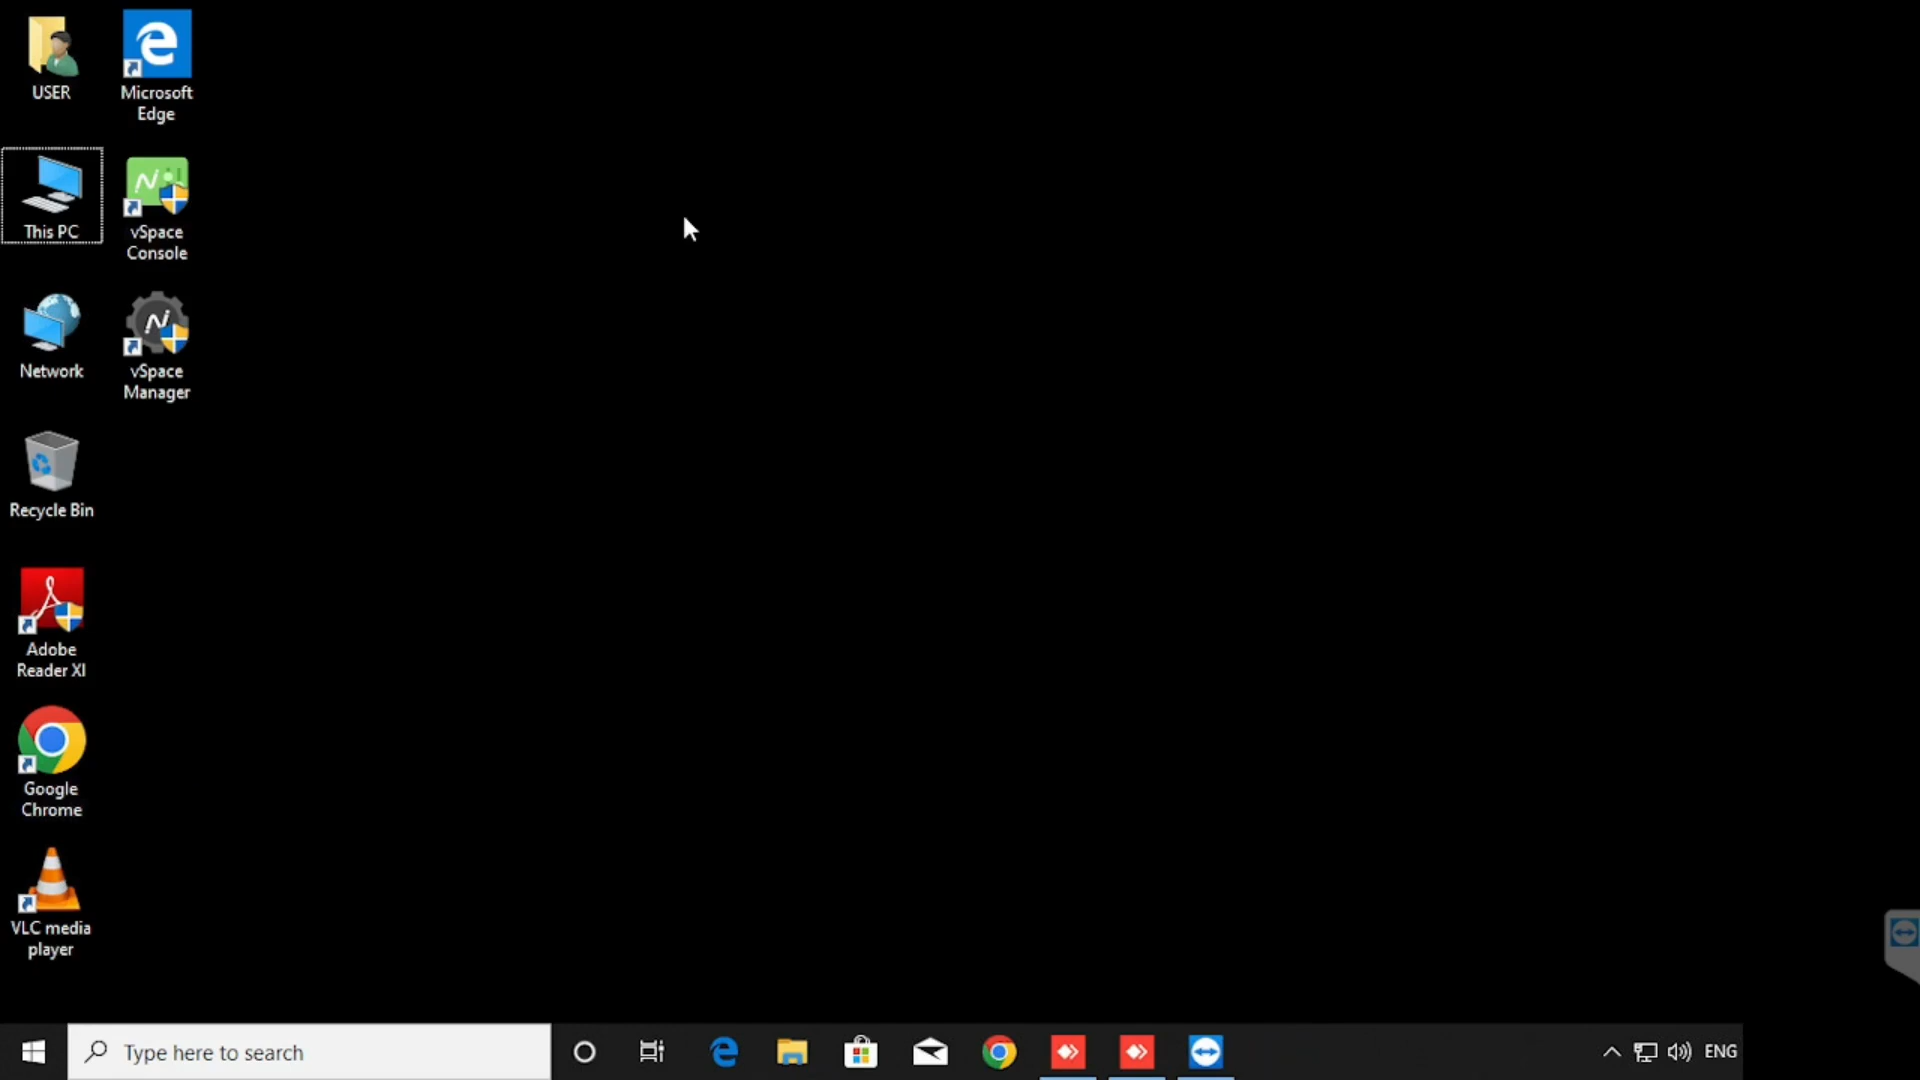 USER
Microsoft
Edge
This PC
vSpace
Console
Network
vSpace
Manager
Recycle Bin
Adobe
Reader XI
Google
Chrome
VLC media
player
Type here to search
ENG